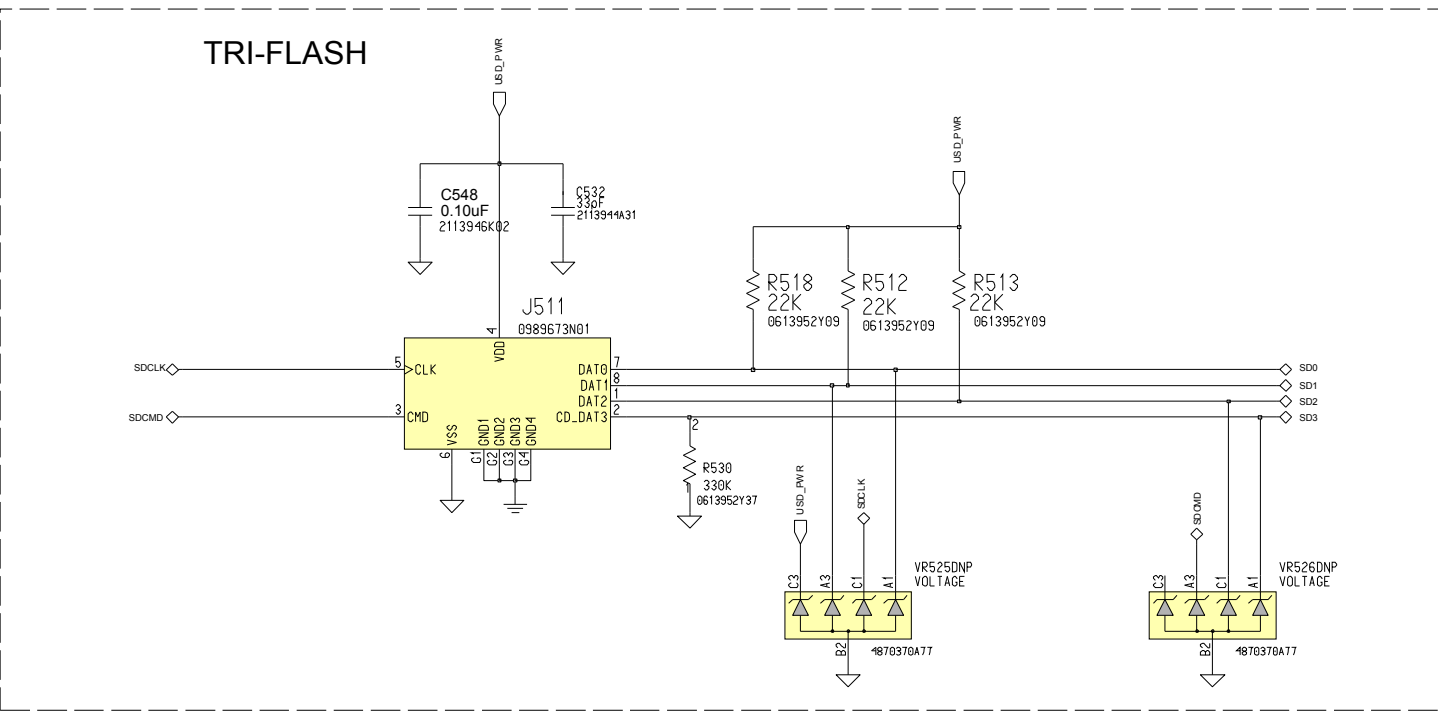 TRI-FLASH
USD_PWR
USD_PWR
C548
0.10uF
2113946K02
C532
33pF
2113944A31
R518
22K
0613952Y09
R512
22K
0613952Y09
R513
22K
0613952Y09
J511
0989673N01
4
VDD
SDCLK
5
CLK
DAT0
7
SD0
DAT1
8
SD1
DAT2
1
SD2
SDCMD
3
CMD
CD_DAT3
2
SD3
VSS
GND1
GND2
GND3
GND4
6
G1
G2
G3
G4
2
R530
330K
1
0613952Y37
USD_PWR
SDCLK
SDCMD
C3
A3
C1
A1
VR525DNP
VOLTAGE
B2
4870370A77
C3
A3
C1
A1
VR526DNP
VOLTAGE
B2
4870370A77